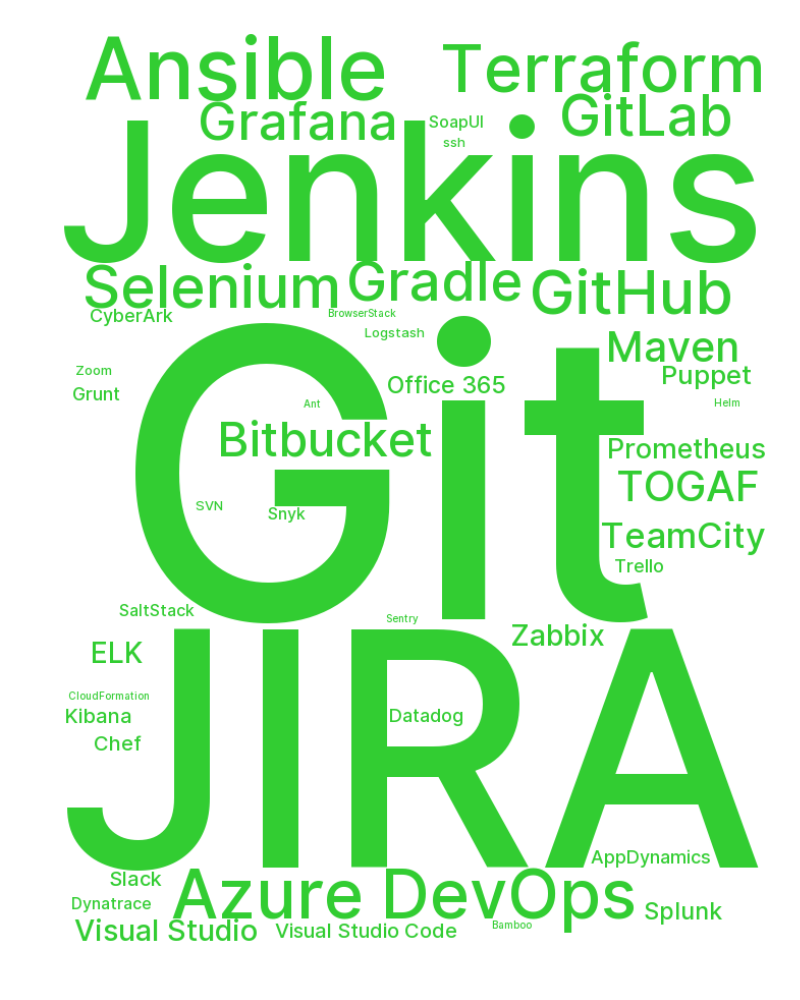 Ansible
Terraform
Grafana
SoapUI
GitLab
ssh
Jenkins
Selenium
Gradle
GitHub
CyberArk
BrowserStack
Logstash
Maven
Zoom
Puppet
Grunt
Office 365
Ant
Helm
Git
Bitbucket
Prometheus
TOGAF
SVN
Snyk
TeamCity
Trello
SaltStack
Sentry
Zabbix
ELK
JIRA
CloudFormation
Kibana
Datadog
Chef
AppDynamics
Slack
Azure DevOps
Dynatrace
Splunk
Visual Studio
Visual Studio Code
Bamboo